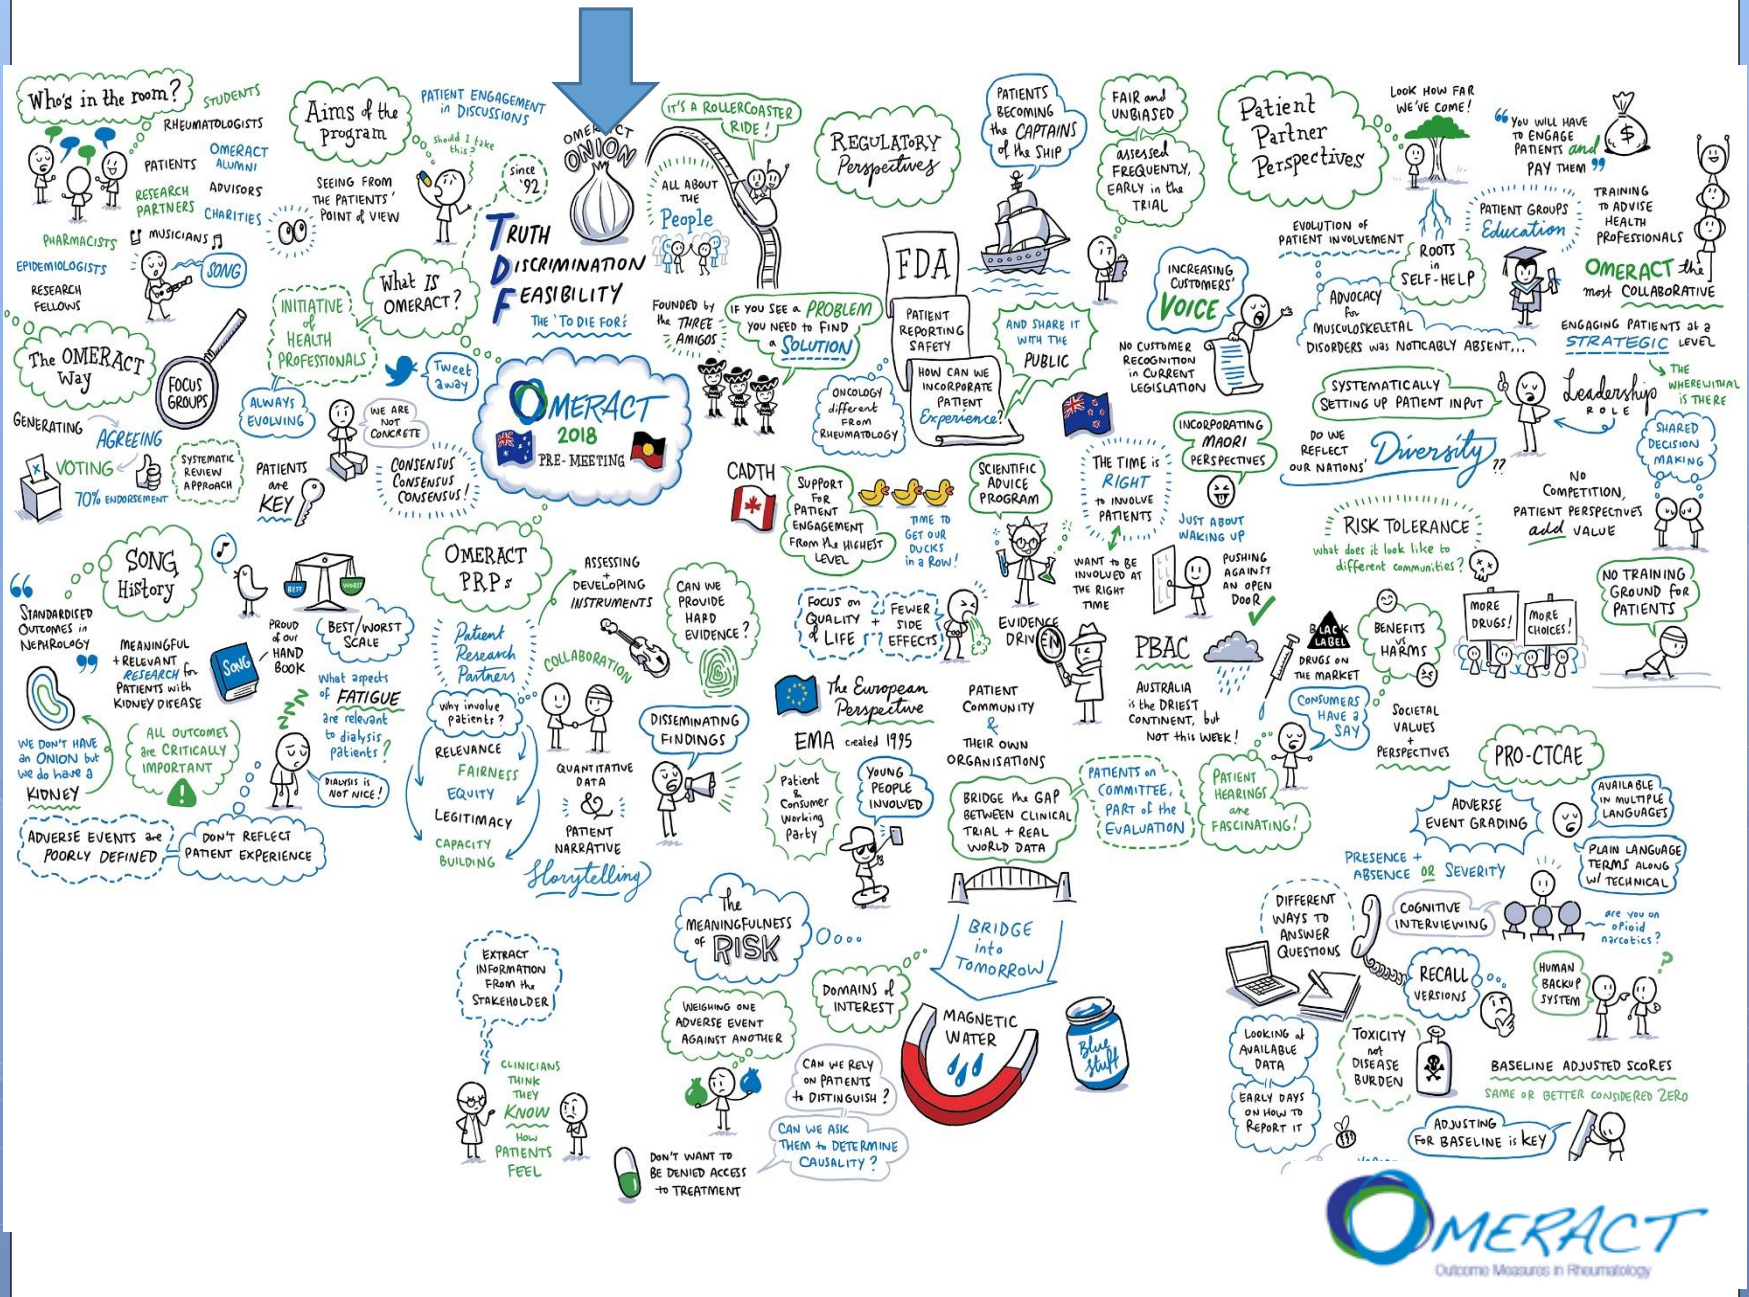 Who's in the room?
STUDENTS
RHEUMATOLOGISTS
PATIENTS
OMERACT
ALUMNI
RESEARCH
PARTNERS
ADVISORS
CHARITIES
PHARMACISTS
MUSICIANS
EPIDEMIOLOGISTS
SONG
RESEARCH
FELLOWS
Aims of the
program
PATIENT ENGAGEMENT
in DISCUSSIONS
Should I take
this?
SEEING FROM
THE PATIENTS'
POINT of VIEW
since
'92
What IS
OMERACT?
INITIATIVE
of
HEALTH
PROFESSIONALS
ALWAYS
EVOLVING
Tweet
away
WE ARE
NOT
CONCRETE
The OMERACT
Way
FOCUS
GROUPS
GENERATING
AGREEING
VOTING
70% ENDORSEMENT
SYSTEMATIC
REVIEW
APPROACH
PATIENTS
are
KEY
CONSENSUS
CONSENSUS
CONSENSUS!
OMERACT
ONION
TRUTH
DISCRIMINATION
FEASIBILITY
THE 'TO DIE FOR'S
OMERACT
2018
PRE-MEETING
IT'S A ROLLERCOASTER
RIDE!
ALL ABOUT
THE
People
FOUNDED by
the THREE
AMIGOS
IF YOU SEE a PROBLEM
YOU NEED to FIND
a SOLUTION
REGULATORY
Perspectives
PATIENTS
BECOMING
the CAPTAINS
of the SHIP
FAIR and
UNBIASED
assessed
FREQUENTLY,
EARLY in the
TRIAL
FDA
PATIENT
REPORTING
SAFETY
HOW CAN WE
INCORPORATE
PATIENT
Experience?
AND SHARE IT
WITH THE
PUBLIC
ONCOLOGY
different
FROM
RHEUMATOLOGY
INCREASING
CUSTOMERS'
VOICE
NO CUSTOMER
RECOGNITION
in CURRENT
LEGISLATION
CADTH
SUPPORT
FOR
PATIENT
ENGAGEMENT
FROM the HIGHEST
LEVEL
TIME TO
GET OUR
DUCKS
in a Row!
SCIENTIFIC
ADVICE
PROGRAM
THE TIME is
RIGHT
to INVOLVE
PATIENTS
WANT to BE
INVOLVED AT
the RIGHT
TIME
INCORPORATING
MAORI
PERSPECTIVES
JUST ABOUT
WAKING UP
PUSHING
AGAINST
AN OPEN
DOOR
Patient
Partner
Perspectives
LOOK HOW FAR
WE'VE COME!
YOU WILL HAVE
TO ENGAGE
PATIENTS and
PAY THEM
$
EVOLUTION OF
PATIENT INVOLVEMENT
ROOTS
in
SELF-HELP
PATIENT GROUPS
Education
TRAINING
TO ADVISE
HEALTH
PROFESSIONALS
OMERACT the
most COLLABORATIVE
ADVOCACY
for
MUSCULOSKELETAL
DISORDERS was NOTICABLY ABSENT...
ENGAGING PATIENTS at a
STRATEGIC LEVEL
THE
WHEREWITHAL
is THERE
SYSTEMATICALLY
SETTING UP PATIENT INPUT
Leadership
ROLE
DO WE
REFLECT
OUR NATIONS'
Diversity??
SHARED
DECISION
MAKING
NO
COMPETITION,
PATIENT PERSPECTIVES
add VALUE
RISK TOLERANCE
what does it look like to
different communities?
NO TRAINING
GROUND FOR
PATIENTS
MORE
DRUGS!
MORE
CHOICES!
SONG
History
STANDARDISED
OUTCOMES in
NEPHROLOGY
MEANINGFUL
+ RELEVANT
RESEARCH for
PATIENTS with
KIDNEY DISEASE
SONG
PROUD
of our
HAND
BOOK
BEST
WORST
BEST/WORST
SCALE
What aspects
of FATIGUE
are relevant
to dialysis
patients?
DIALYSIS is
NOT NICE!
WE DON'T HAVE
an ONION but
we do have a
KIDNEY
ALL OUTCOMES
are CRITICALLY
IMPORTANT
ADVERSE EVENTS are
POORLY DEFINED
DON'T REFLECT
PATIENT EXPERIENCE
OMERACT
PRPs
Patient
Research
Partners
Why involve
patients?
RELEVANCE
FAIRNESS
EQUITY
LEGITIMACY
CAPACITY
BUILDING
ASSESSING
+
DEVELOPING
INSTRUMENTS
COLLABORATION
CAN WE
PROVIDE
HARD
EVIDENCE?
DISSEMINATING
FINDINGS
QUANTITATIVE
DATA
&
PATIENT
NARRATIVE
Storytelling
FOCUS on
QUALITY
of LIFE
+
?
FEWER
SIDE
EFFECTS
EVIDENCE
DRIVEN
The European
Perspective
EMA created 1995
Patient
&
Consumer
Working
Party
YOUNG
PEOPLE
INVOLVED
PATIENT
COMMUNITY
&
THEIR OWN
ORGANISATIONS
BRIDGE the GAP
BETWEEN CLINICAL
TRIAL + REAL
WORLD DATA
BRIDGE
into
TOMORROW
PBAC
AUSTRALIA
is the DRIEST
CONTINENT, but
NOT this WEEK!
PATIENTS on
COMMITTEE,
PART of the
EVALUATION
PATIENT
HEARINGS
are
FASCINATING!
BLACK
LABEL
DRUGS ON
the MARKET
CONSUMERS
HAVE a
SAY
BENEFITS
vs
HARMS
SOCIETAL
VALUES
+
PERSPECTIVES
PRO-CTCAE
ADVERSE
EVENT GRADING
AVAILABLE
IN MULTIPLE
LANGUAGES
PLAIN LANGUAGE
TERMS ALONG
w/ TECHNICAL
PRESENCE +
ABSENCE OR SEVERITY
DIFFERENT
WAYS TO
ANSWER
QUESTIONS
COGNITIVE
INTERVIEWING
are you on
opioid
narcotics?
RECALL
VERSIONS
HUMAN
BACKUP
SYSTEM
?
LOOKING at
AVAILABLE
DATA
EARLY DAYS
ON HOW TO
REPORT IT
TOXICITY
not
DISEASE
BURDEN
BASELINE ADJUSTED SCORES
SAME OR BETTER CONSIDERED ZERO
ADJUSTING
FOR BASELINE is KEY
EXTRACT
INFORMATION
FROM the
STAKEHOLDER
CLINICIANS
THINK
THEY
KNOW
HOW
PATIENTS
FEEL
The
MEANINGFULNESS
of RISK
WEIGHING ONE
ADVERSE EVENT
AGAINST ANOTHER
DOMAINS of
INTEREST
CAN WE RELY
ON PATIENTS
to DISTINGUISH?
CAN WE ASK
THEM to DETERMINE
CAUSALITY?
DON'T WANT TO
BE DENIED ACCESS
to TREATMENT
MAGNETIC
WATER
Blue
Stuff
OMERACT
Outcome Measures in Rheumatology